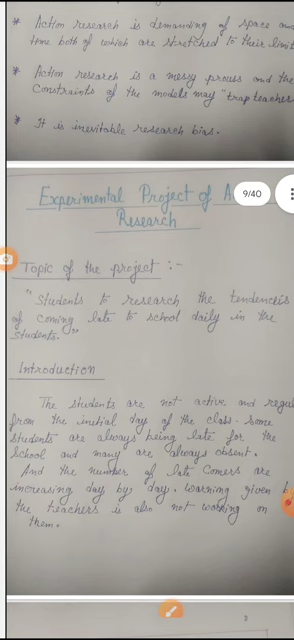 * Action research is demanding of space and
time both of which are stretched to their limit
* Action research is a messy process and the
constraints of the models may "trap teacher
* It is inevitable research bias.
Experimental Project of A
9/40
Research
Topic of the project :-
"Students to research the tendencies
of coming late to school daily in the
students."
Introduction
The students are not active and regul
from the initial day of the class. Some
students are always being late for the
School and many are always absent.
And the number of late comers are
increasing day by day. Warning given b
the teachers is also not working on
them.